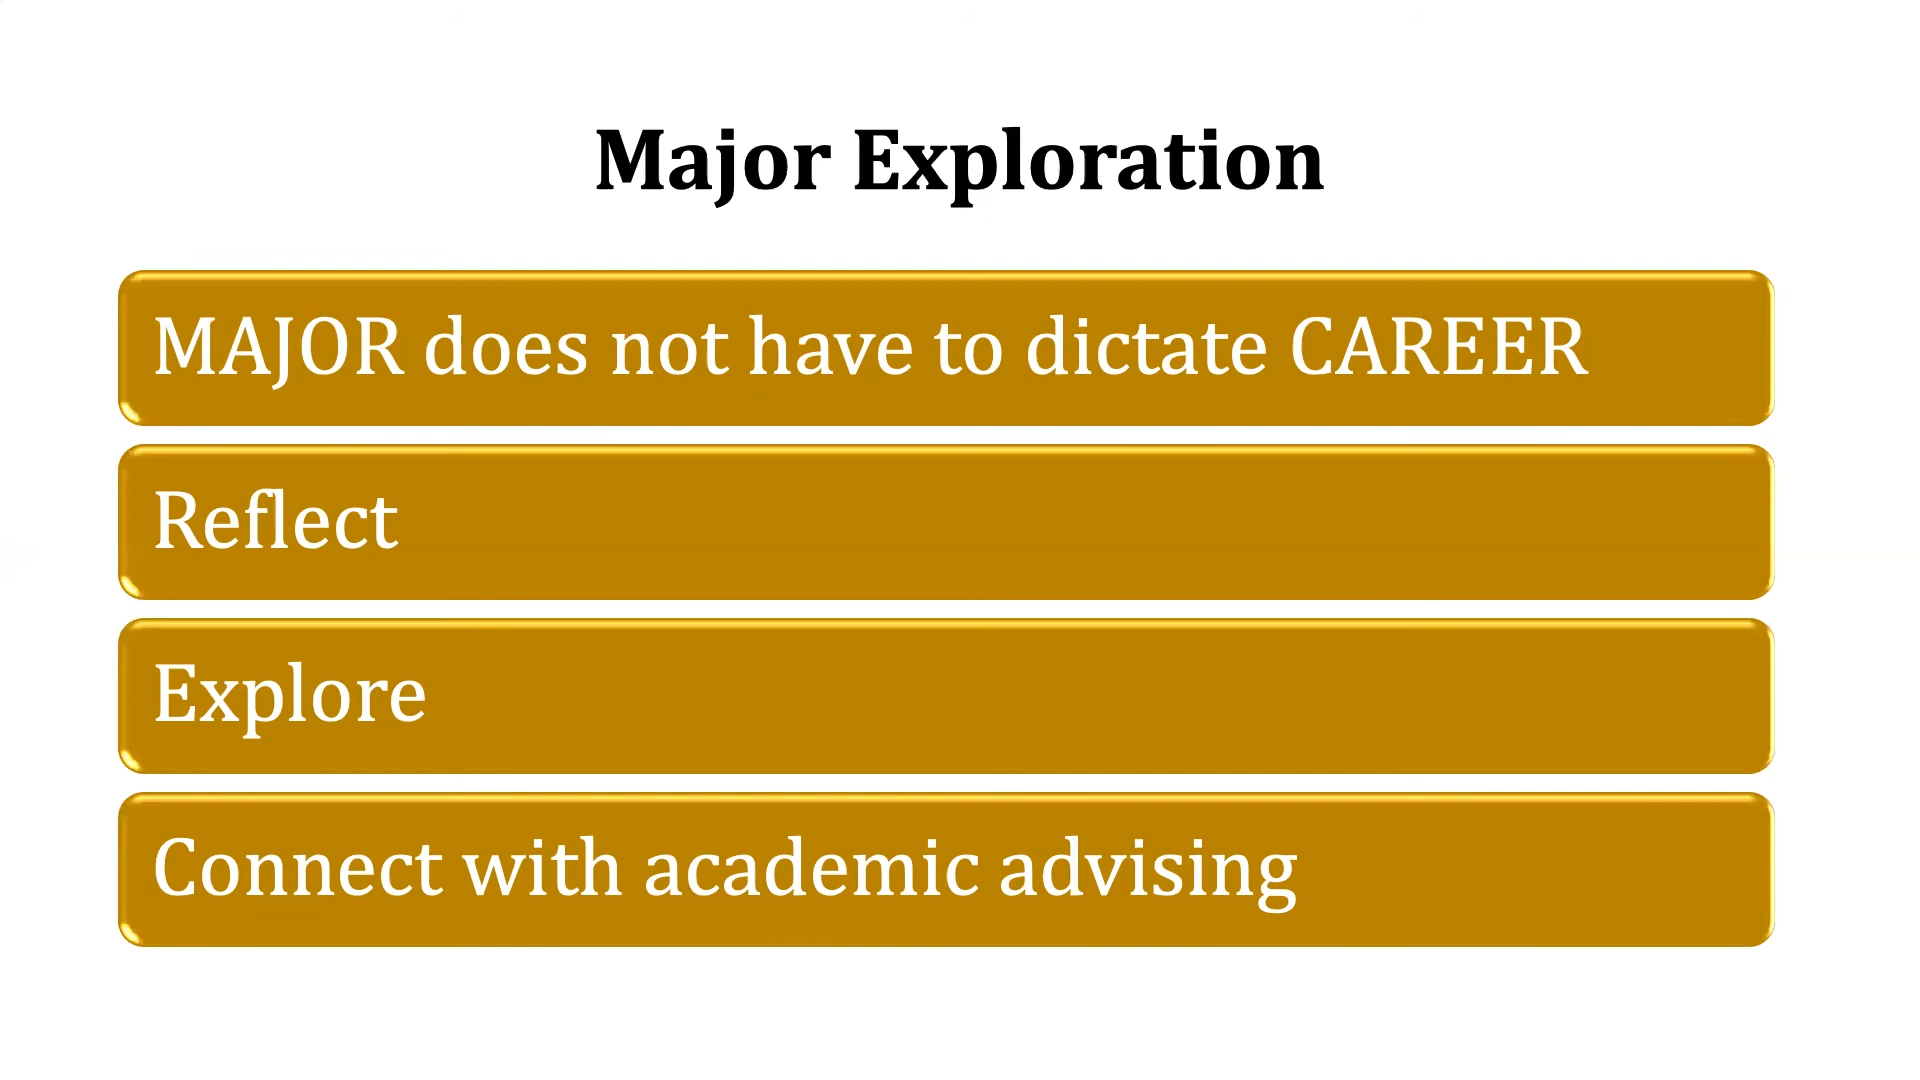 Major Exploration
MAJOR does not have to dictate CAREER
Reflect
Explore
Connect with academic advising